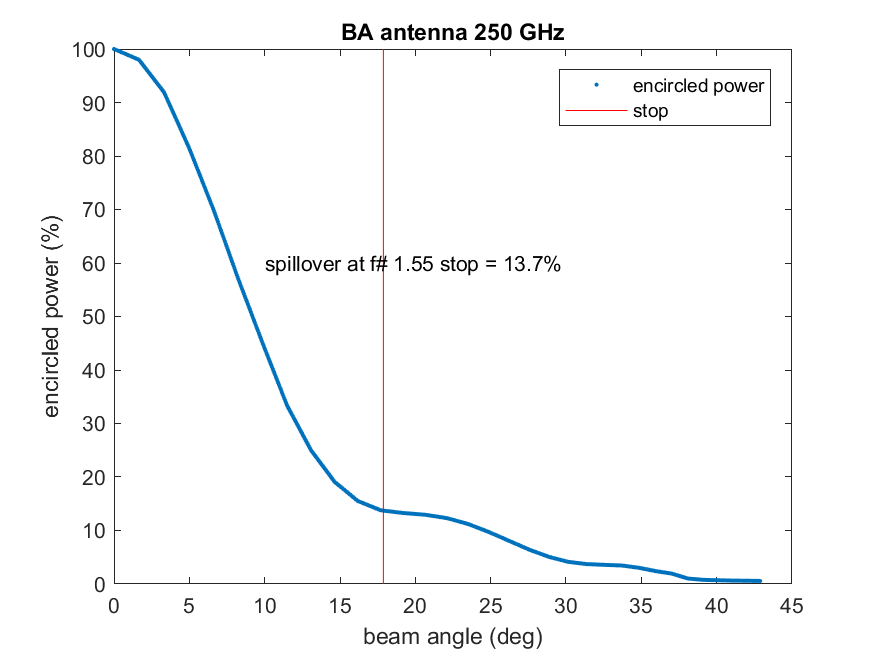 BA antenna 250 GHz
encircled power
stop
spillover at f# 1.55 stop = 13.7%
encircled power (%)
100
90
80
70
60
50
40
30
20
10
0
0 5 10 15 20 25 30 35 40 45
beam angle (deg)